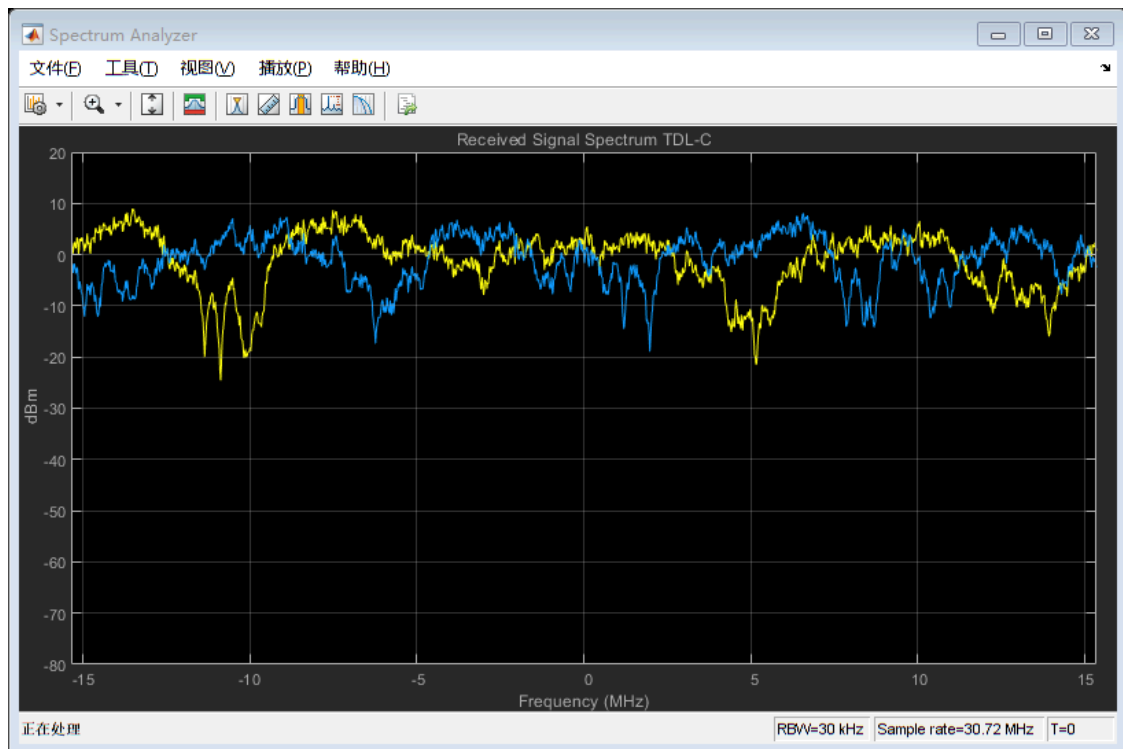 Spectrum Analyzer
文件(F) 工具(T) 视图(V) 播放(P) 帮助(H)
Received Signal Spectrum TDL-C
20
10
0
-10
-20
-30
-40
-50
-60
-70
-80
dBm
-15 -10 -5 0 5 10 15
Frequency (MHz)
正在处理 RBW=30 kHz Sample rate=30.72 MHz T=0